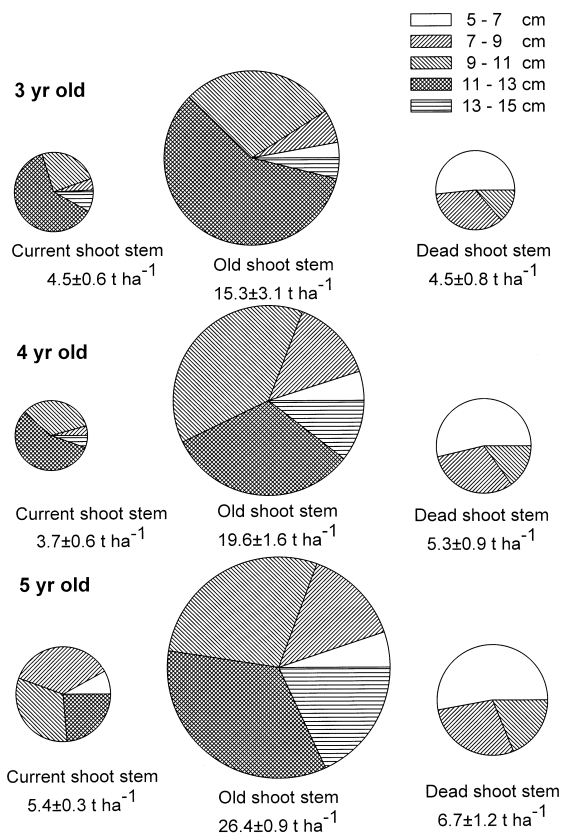 5 - 7 cm
7 - 9 cm
9 - 11 cm
11 - 13 cm
13 - 15 cm
3 yr old
Current shoot stem
4.5±0.6 t ha⁻¹
Old shoot stem
15.3±3.1 t ha⁻¹
Dead shoot stem
4.5±0.8 t ha⁻¹
4 yr old
Current shoot stem
3.7±0.6 t ha⁻¹
Old shoot stem
19.6±1.6 t ha⁻¹
Dead shoot stem
5.3±0.9 t ha⁻¹
5 yr old
Current shoot stem
5.4±0.3 t ha⁻¹
Old shoot stem
26.4±0.9 t ha⁻¹
Dead shoot stem
6.7±1.2 t ha⁻¹